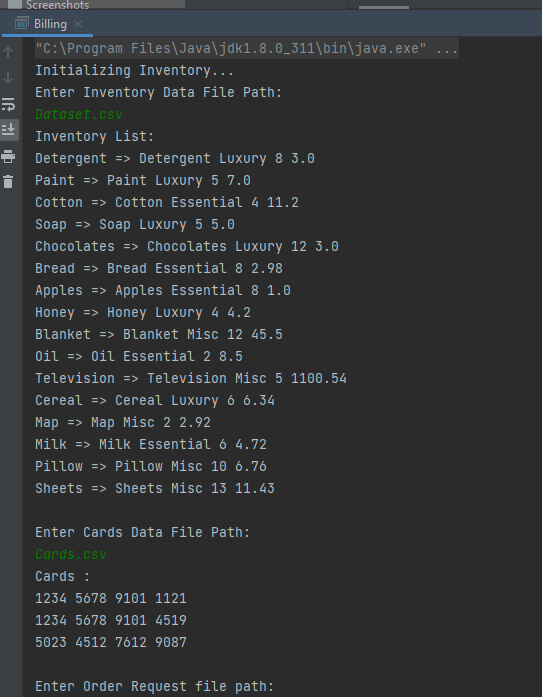 Screenshots
Billing
"C:\Program Files\Java\jdk1.8.0_311\bin\java.exe" ...
Initializing Inventory...
Enter Inventory Data File Path:
Dataset.csv
Inventory List:
Detergent => Detergent Luxury 8 3.0
Paint => Paint Luxury 5 7.0
Cotton => Cotton Essential 4 11.2
Soap => Soap Luxury 5 5.0
Chocolates => Chocolates Luxury 12 3.0
Bread => Bread Essential 8 2.98
Apples => Apples Essential 8 1.0
Honey => Honey Luxury 4 4.2
Blanket => Blanket Misc 12 45.5
Oil => Oil Essential 2 8.5
Television => Television Misc 5 1100.54
Cereal => Cereal Luxury 6 6.34
Map => Map Misc 2 2.92
Milk => Milk Essential 6 4.72
Pillow => Pillow Misc 10 6.76
Sheets => Sheets Misc 13 11.43
Enter Cards Data File Path:
Cards.csv
Cards :
1234 5678 9101 1121
1234 5678 9101 4519
5023 4512 7612 9087
Enter Order Request file path: